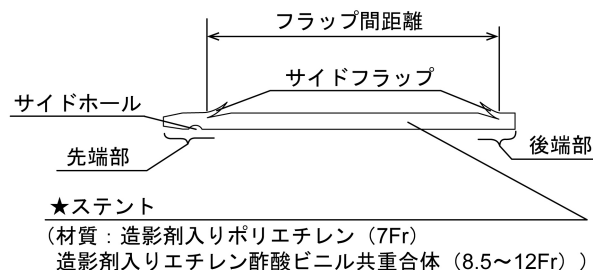 フラップ間距離
サイドフラップ
サイドホール
先端部
後端部
★ステント
（材質：造影剤入りポリエチレン（7Fr）
造影剤入りエチレン酢酸ビニル共重合体（8.5～12Fr））